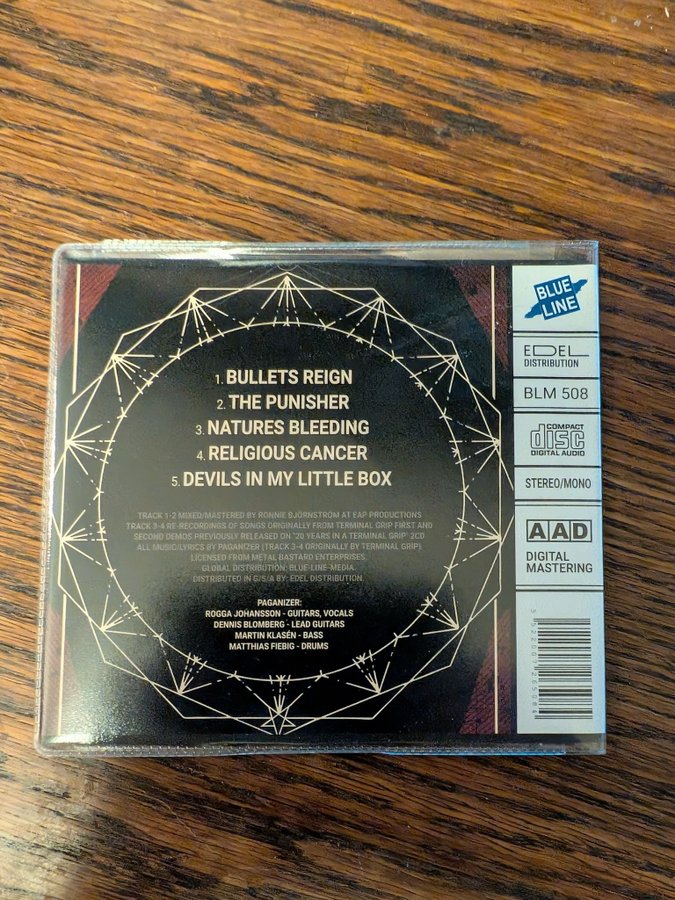 1. BULLETS REIGN
2. THE PUNISHER
3. NATURES BLEEDING
4. RELIGIOUS CANCER
5. DEVILS IN MY LITTLE BOX
TRACK 1-2 MIXED/MASTERED BY RONNIE BJÖRNSTRÖM AT EAP PRODUCTIONS
TRACK 3-4 RE-RECORDINGS OF SONGS ORIGINALLY FROM TERMINAL GRIP FIRST AND
SECOND DEMOS PREVIOUSLY RELEASED ON "20 YEARS IN A TERMINAL GRIP" 2CD
ALL MUSIC/LYRICS BY PAGANIZER (TRACK 3-4 ORIGINALLY BY TERMINAL GRIP).
LICENSED FROM METAL BASTARD ENTERPRISES.
GLOBAL DISTRIBUTION: BLUE-LINE-MEDIA.
DISTRIBUTED IN G/S/A BY: EDEL DISTRIBUTION.
PAGANIZER:
ROGGA JOHANSSON - GUITARS, VOCALS
DENNIS BLOMBERG - LEAD GUITARS
MARTIN KLASÉN - BASS
MATTHIAS FIEBIG - DRUMS
BLUE
LINE
EDEL
DISTRIBUTION
BLM 508
COMPACT
disc
DIGITAL AUDIO
STEREO/MONO
AAD
DIGITAL
MASTERING